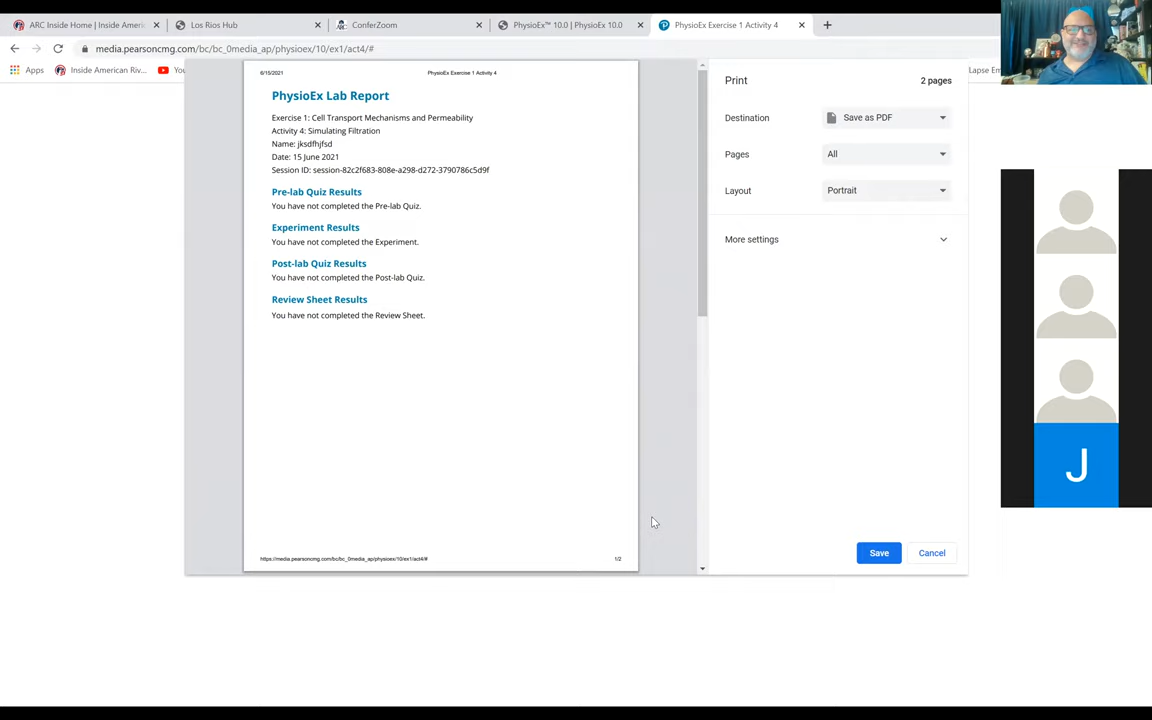 ARC Inside Home | Inside Americ
Los Rios Hub
ConferZoom
PhysioEx™ 10.0 | PhysioEx 10.0
PhysioEx Exercise 1 Activity 4
media.pearsoncmg.com/bc/bc_0media_ap/physioex/10/ex1/act4/#
Apps
Inside American Riv...
You
Lapse Em
6/15/2021
PhysioEx Exercise 1 Activity 4
PhysioEx Lab Report
Exercise 1: Cell Transport Mechanisms and Permeability
Activity 4: Simulating Filtration
Name: jksdfhjfsd
Date: 15 June 2021
Session ID: session-82c2f683-808e-a298-d272-3790786c5d9f
Pre-lab Quiz Results
You have not completed the Pre-lab Quiz.
Experiment Results
You have not completed the Experiment.
Post-lab Quiz Results
You have not completed the Post-lab Quiz.
Review Sheet Results
You have not completed the Review Sheet.
https://media.pearsoncmg.com/bc/bc_0media_ap/physioex/10/ex1/act4/#
1/2
Print
2 pages
Destination
Save as PDF
Pages
All
Layout
Portrait
More settings
Save
Cancel
J